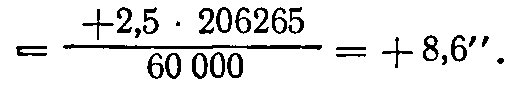 = +2,5 · 206265 / 60 000 = +8,6″.